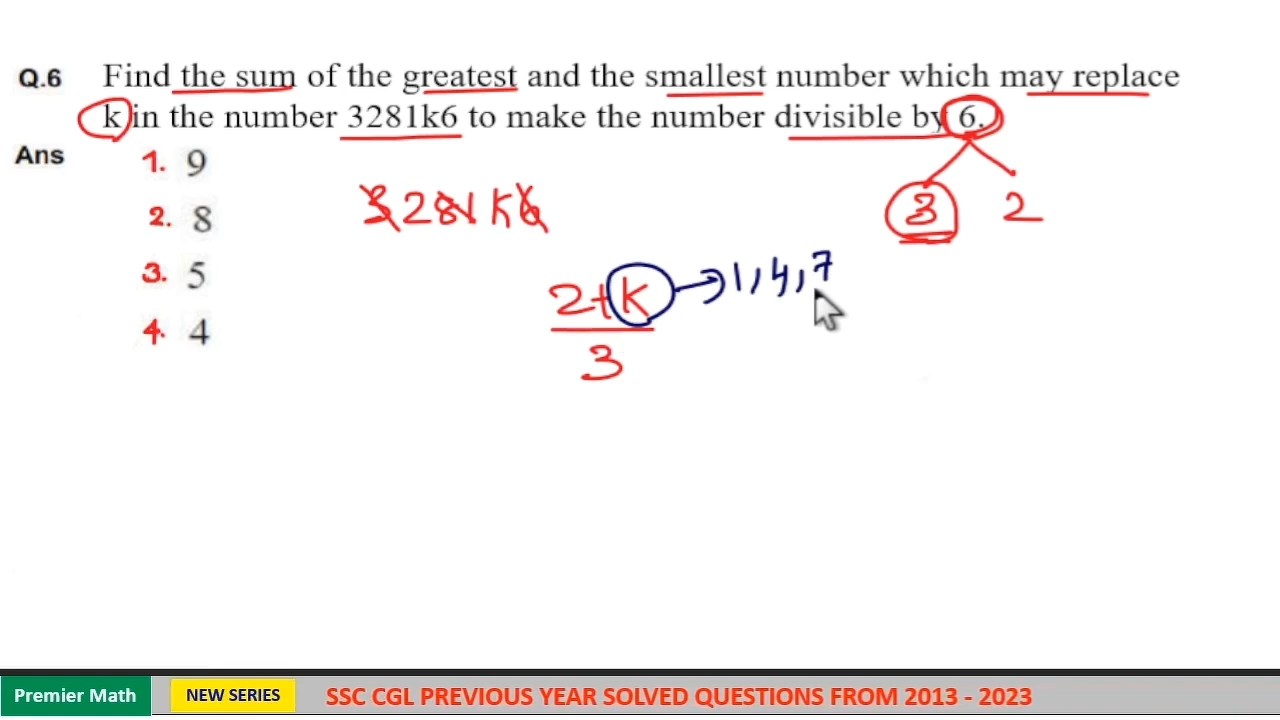 Q.6 Find the sum of the greatest and the smallest number which may replace
k in the number 3281k6 to make the number divisible by 6.
Ans
1. 9
2. 8
3. 5
4. 4
3281K6
3 2
2+K → 1, 4, 7
3
Premier Math NEW SERIES SSC CGL PREVIOUS YEAR SOLVED QUESTIONS FROM 2013 - 2023